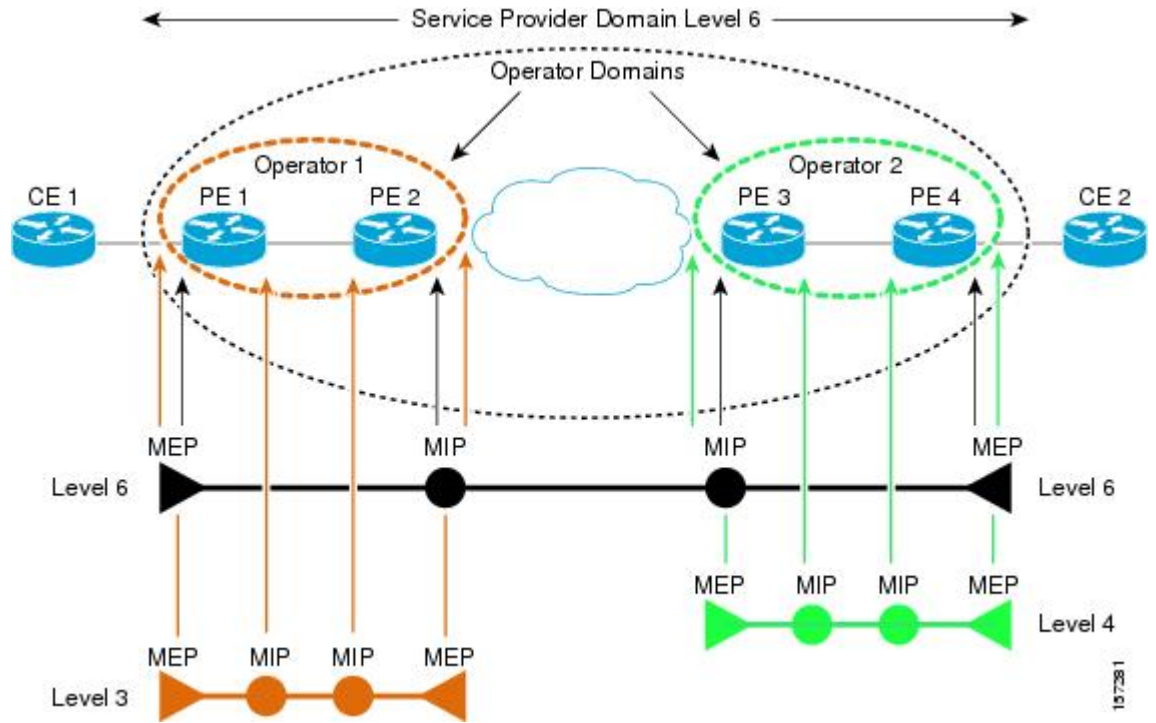 Service Provider Domain Level 6
Operator Domains
Operator 1
Operator 2
CE 1
PE 1
PE 2
PE 3
PE 4
CE 2
MEP
MIP
MIP
MEP
Level 6
Level 6
MEP
MIP
MIP
MEP
Level 4
MEP
MIP
MIP
MEP
Level 3
157281